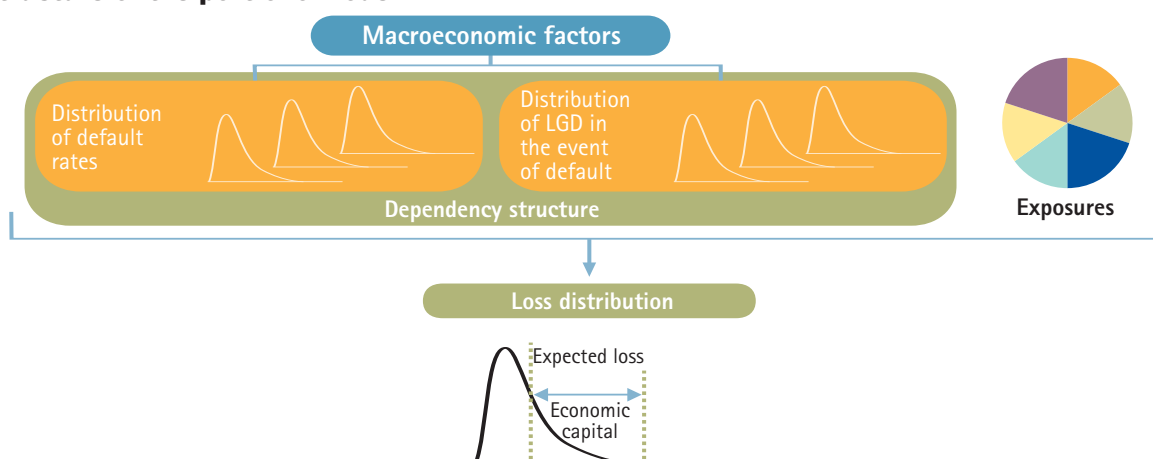 Macroeconomic factors
Distribution
of default
rates
Distribution
of LGD in
the event
of default
Dependency structure
Exposures
Loss distribution
Expected loss
Economic
capital